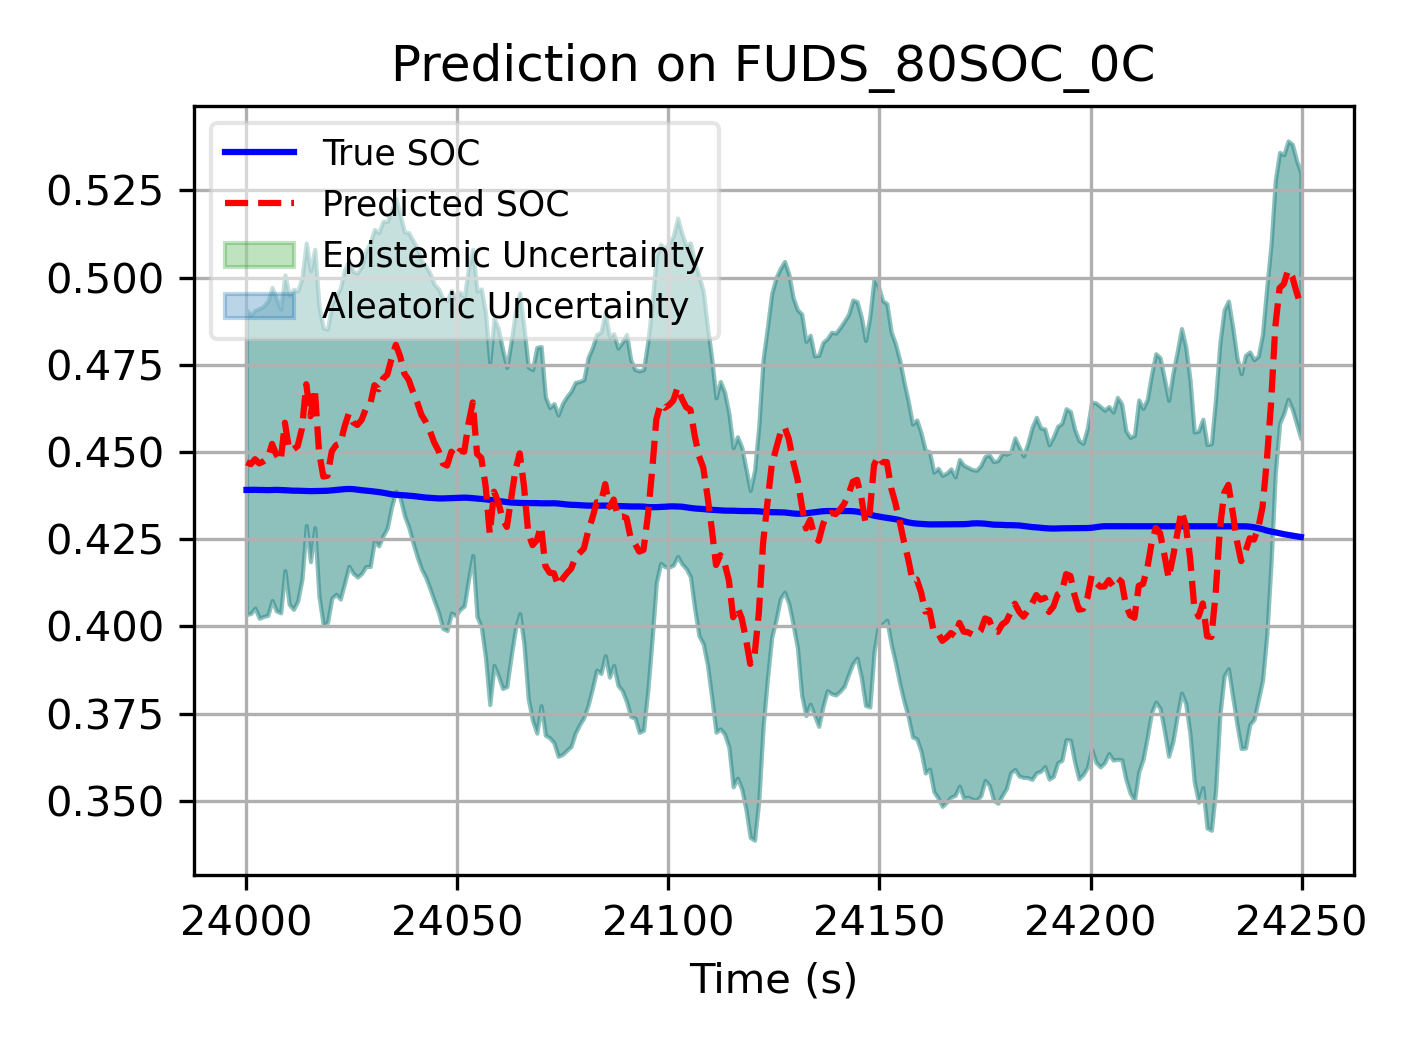 Prediction on FUDS_80SOC_0C
True SOC
Predicted SOC
Epistemic Uncertainty
Aleatoric Uncertainty
0.525
0.500
0.475
0.450
0.425
0.400
0.375
0.350
24000 24050 24100 24150 24200 24250
Time (s)